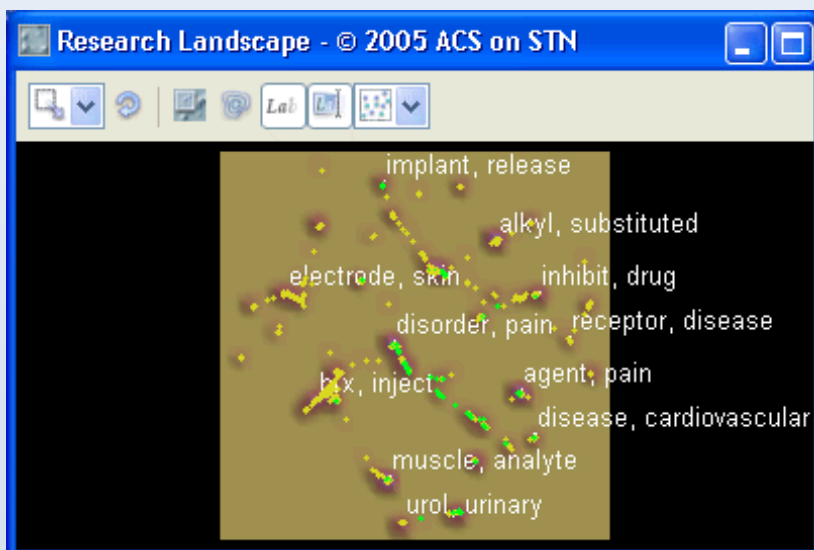 Research Landscape - © 2005 ACS on STN
Lab
implant, release
alkyl, substituted
electrode, skin
inhibit, drug
disorder, pain
receptor, disease
agent, pain
btx, inject
disease, cardiovascular
muscle, analyte
urol, urinary